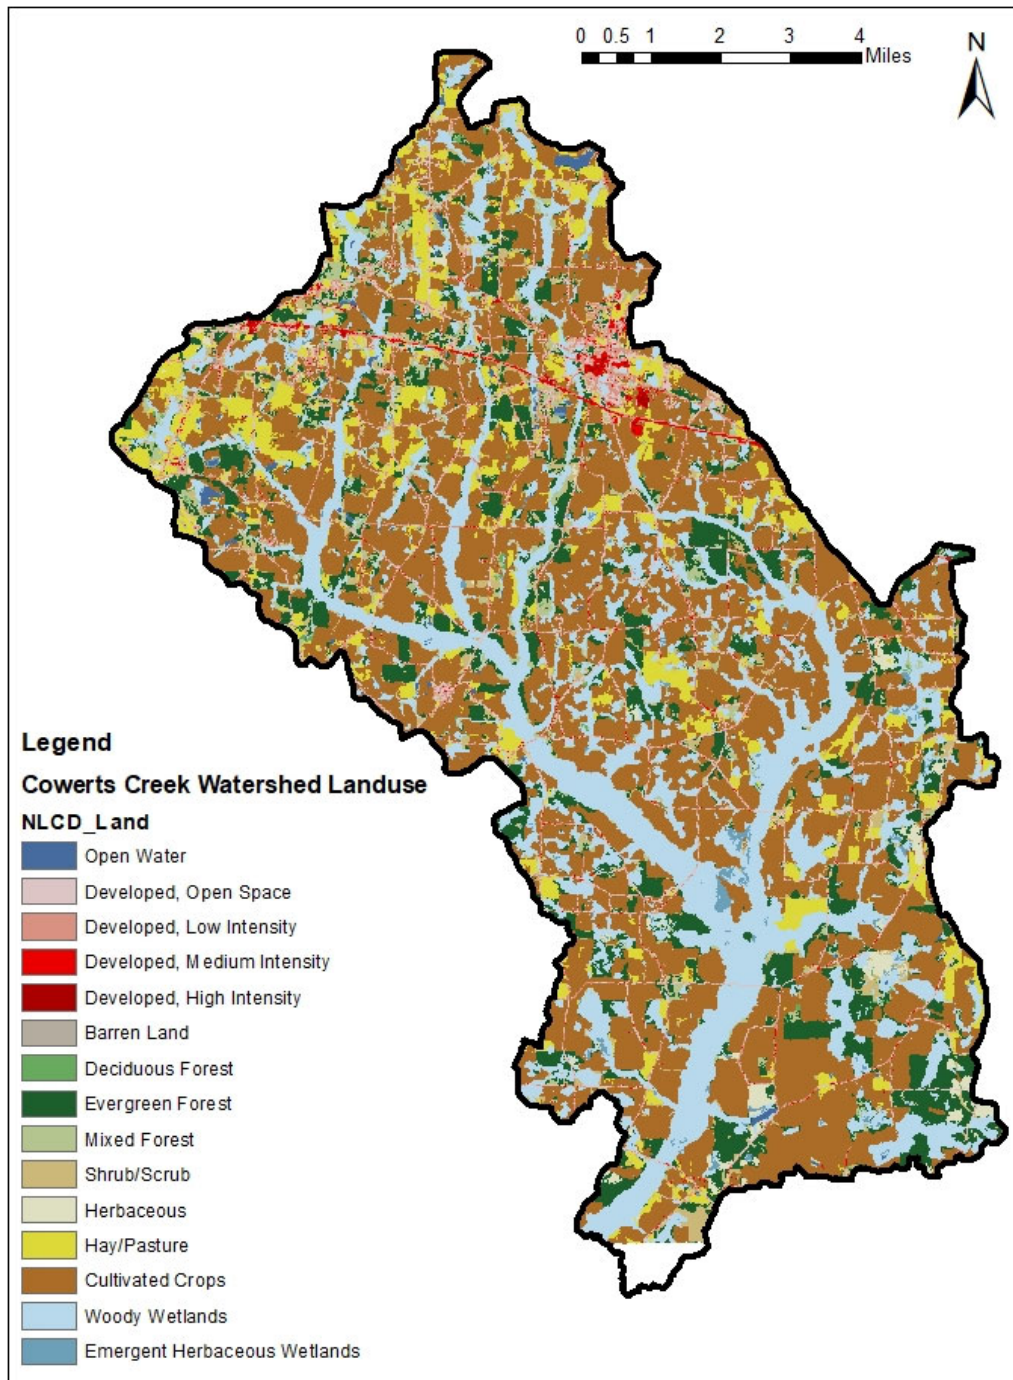 0 0.5 1 2 3 4
Miles
N
Legend
Cowerts Creek Watershed Landuse
NLCD_Land
Open Water
Developed, Open Space
Developed, Low Intensity
Developed, Medium Intensity
Developed, High Intensity
Barren Land
Deciduous Forest
Evergreen Forest
Mixed Forest
Shrub/Scrub
Herbaceous
Hay/Pasture
Cultivated Crops
Woody Wetlands
Emergent Herbaceous Wetlands